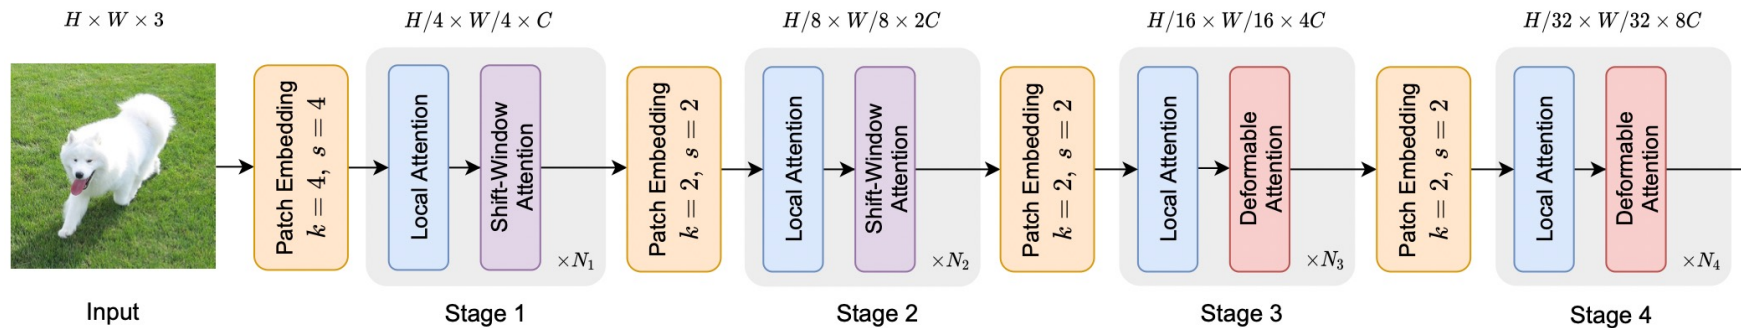 H × W × 3
H/4 × W/4 × C
H/8 × W/8 × 2C
H/16 × W/16 × 4C
H/32 × W/32 × 8C
Patch Embedding
k = 4, s = 4
Local Attention
Shift-Window
Attention
×N₁
Patch Embedding
k = 2, s = 2
Local Attention
Shift-Window
Attention
×N₂
Patch Embedding
k = 2, s = 2
Local Attention
Deformable
Attention
×N₃
Patch Embedding
k = 2, s = 2
Local Attention
Deformable
Attention
×N₄
Input
Stage 1
Stage 2
Stage 3
Stage 4